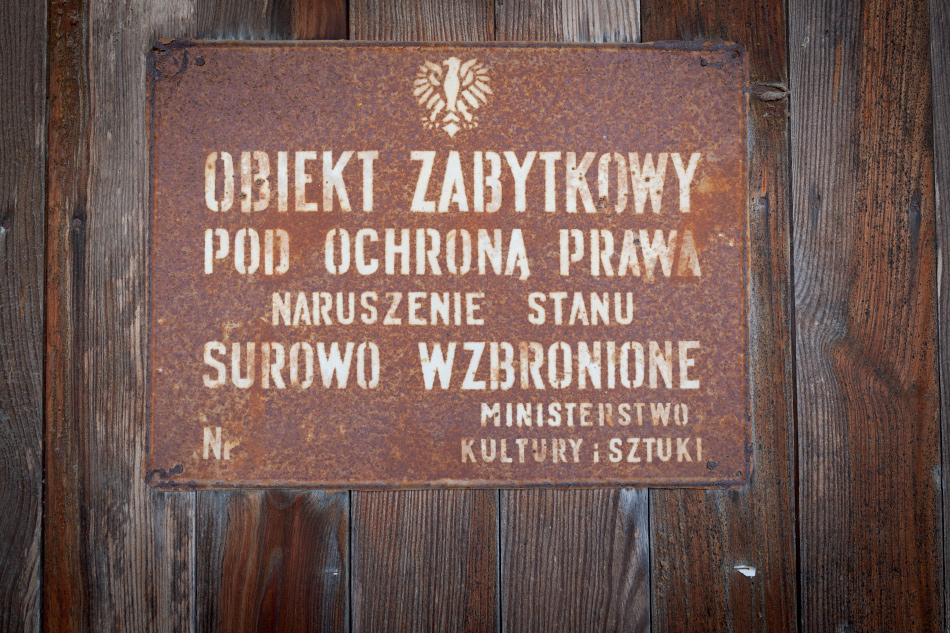 OBIEKT ZABYTKOWY
POD OCHRONĄ PRAWA
NARUSZENIE STANU
SUROWO WZBRONIONE
MINISTERSTWO
KULTURY i SZTUKI
Nr